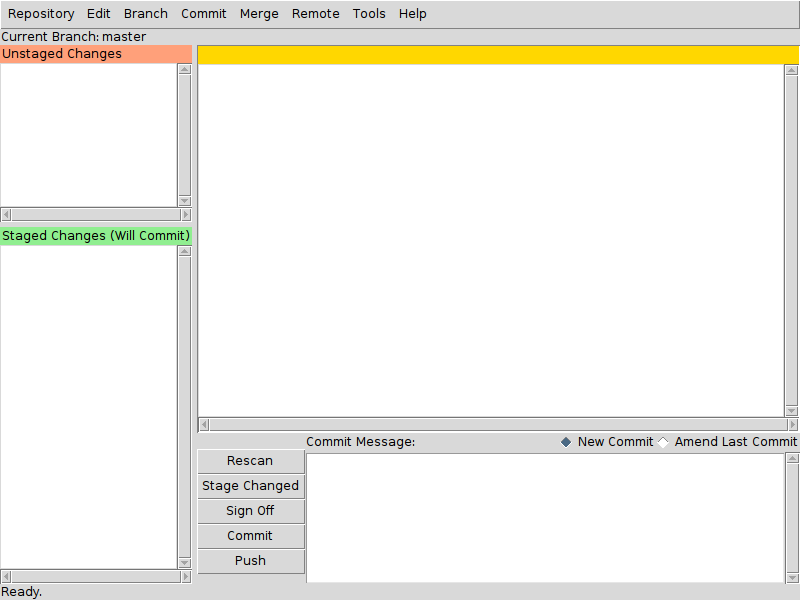 Repository Edit Branch Commit Merge Remote Tools Help
Current Branch: master
Unstaged Changes
Staged Changes (Will Commit)
Commit Message:
New Commit
Amend Last Commit
Rescan
Stage Changed
Sign Off
Commit
Push
Ready.